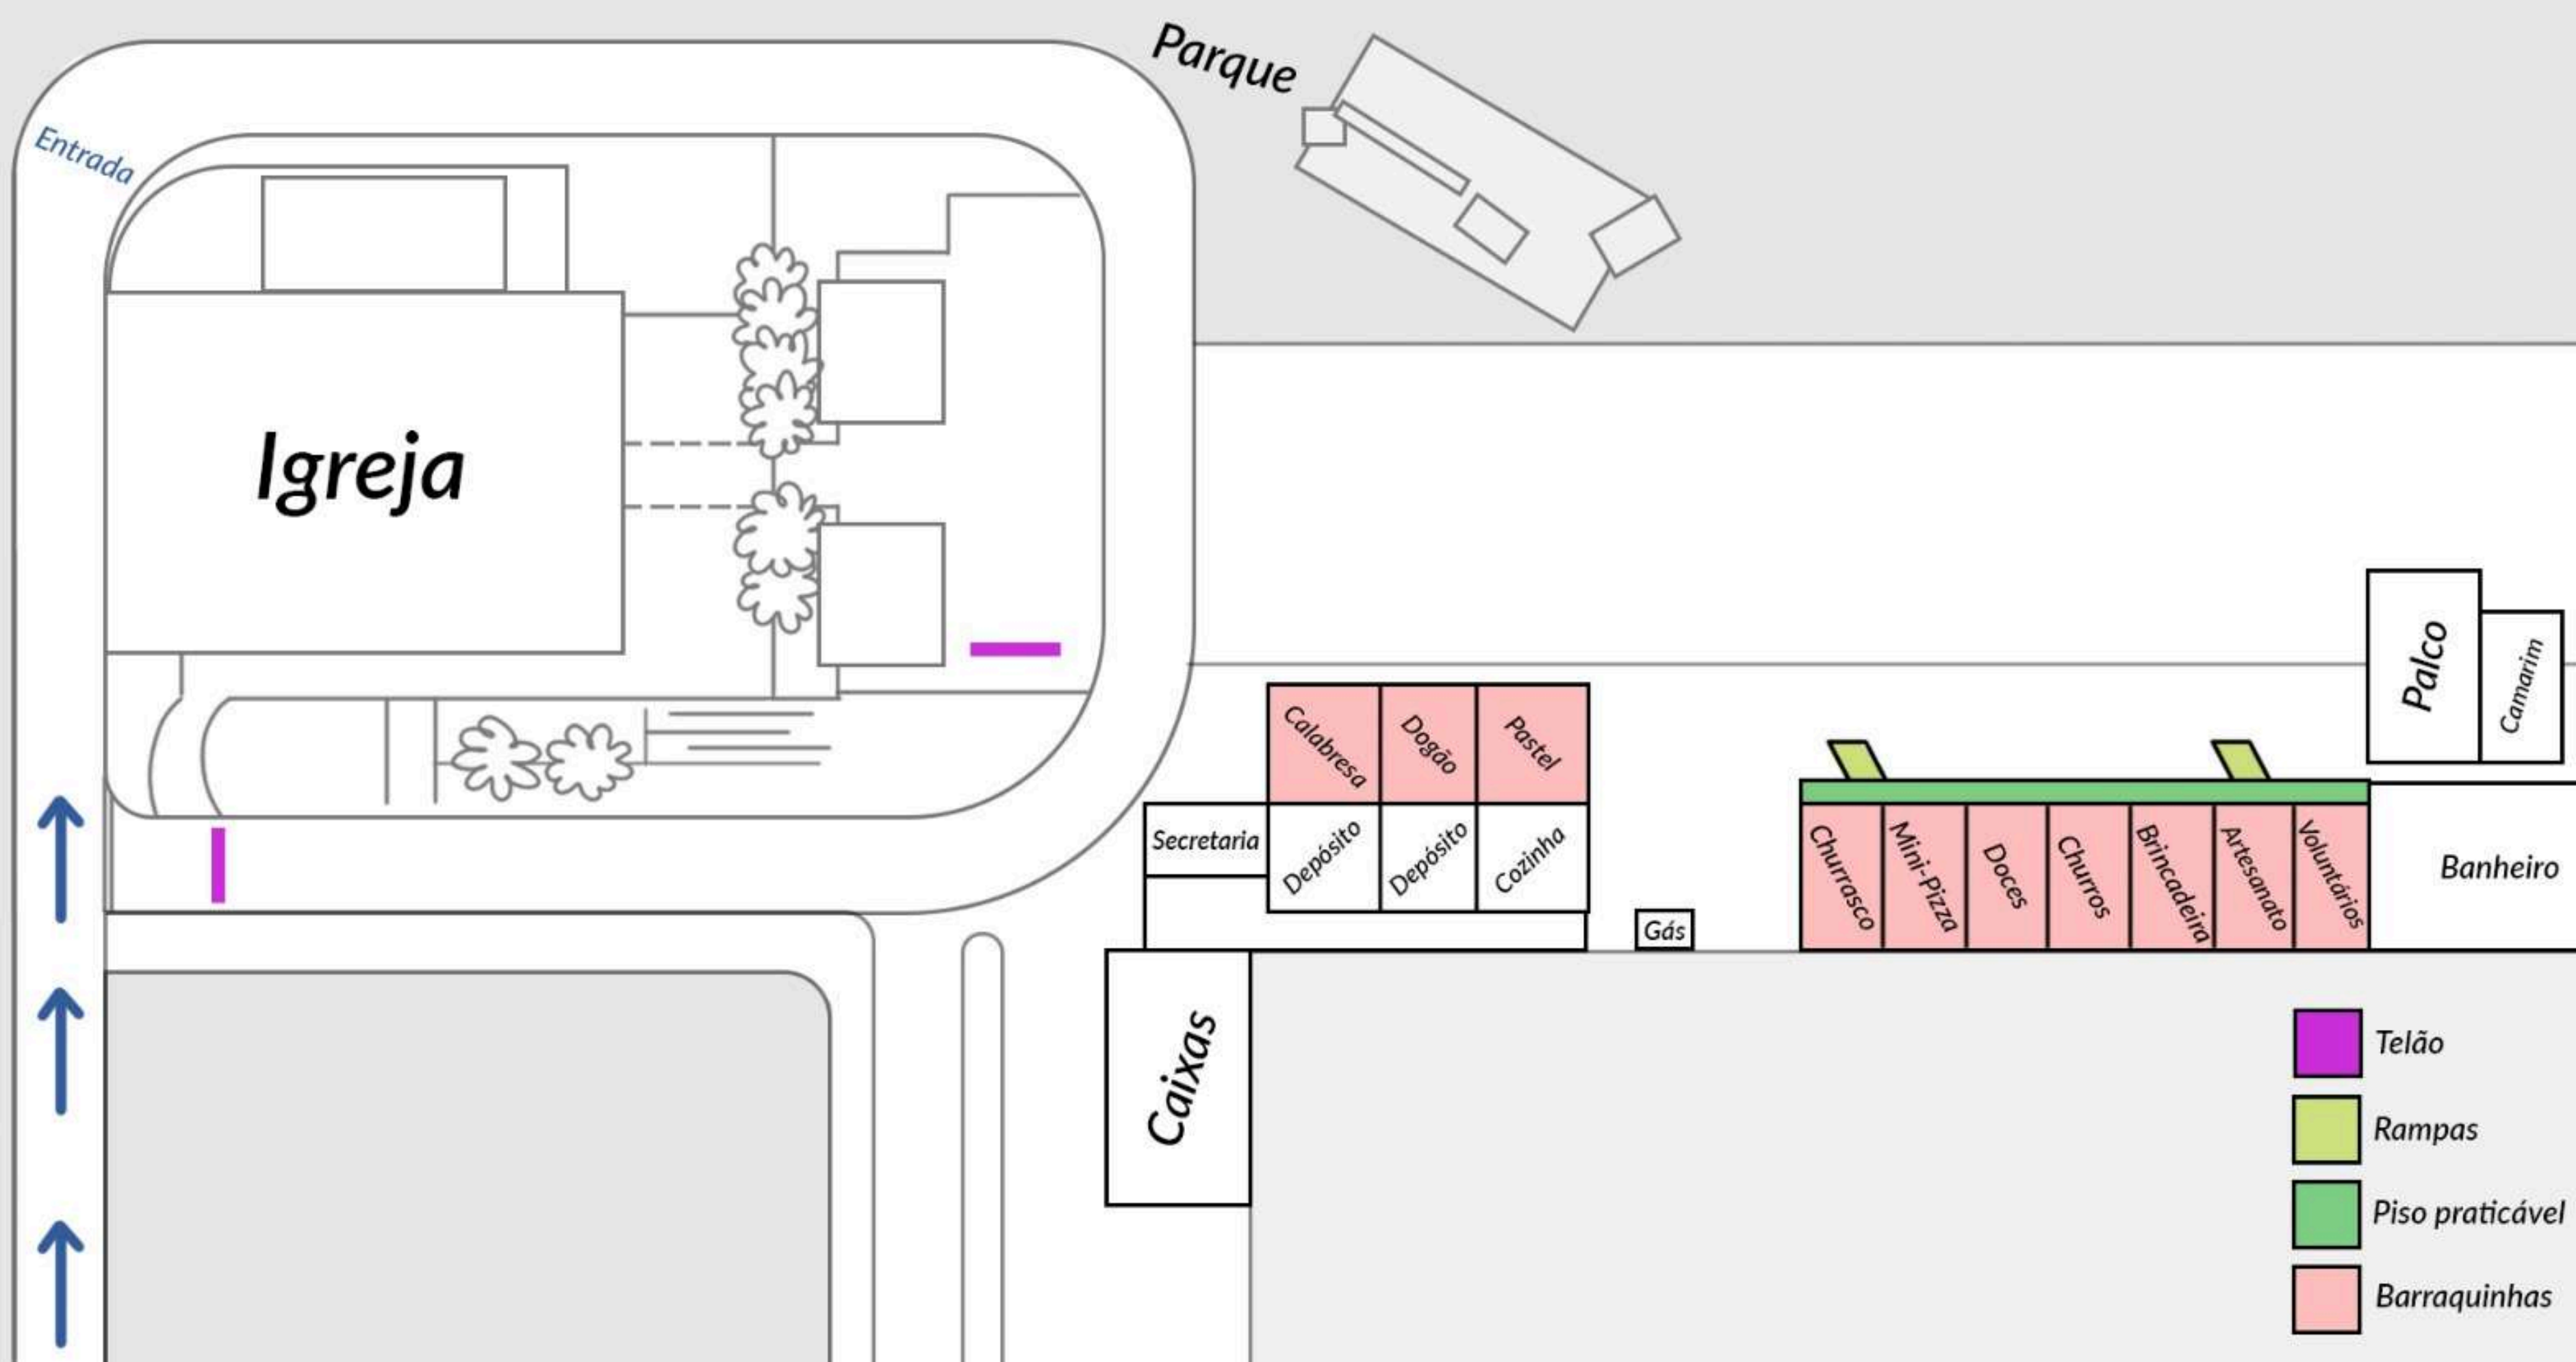 Parque
Entrada
Igreja
Palco
Camarim
Calabresa
Dogão
Pastel
Secretaria
Depósito
Depósito
Cozinha
Gás
Churrasco
Mini-Pizza
Doces
Churros
Brincadeira
Artesanato
Voluntários
Banheiro
Caixas
Telão
Rampas
Piso praticável
Barraquinhas